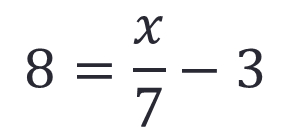 8 = x/7 − 3